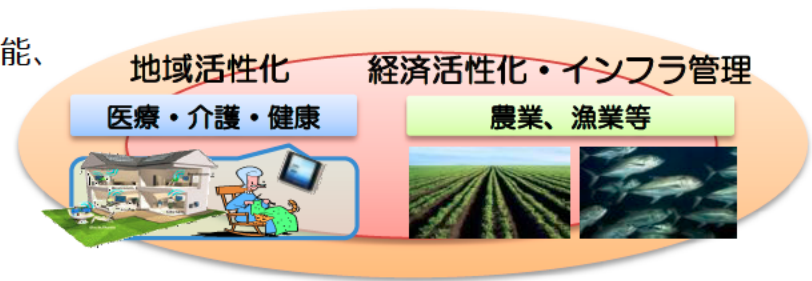 能、
地域活性化
経済活性化・インフラ管理
医療・介護・健康
農業、漁業等